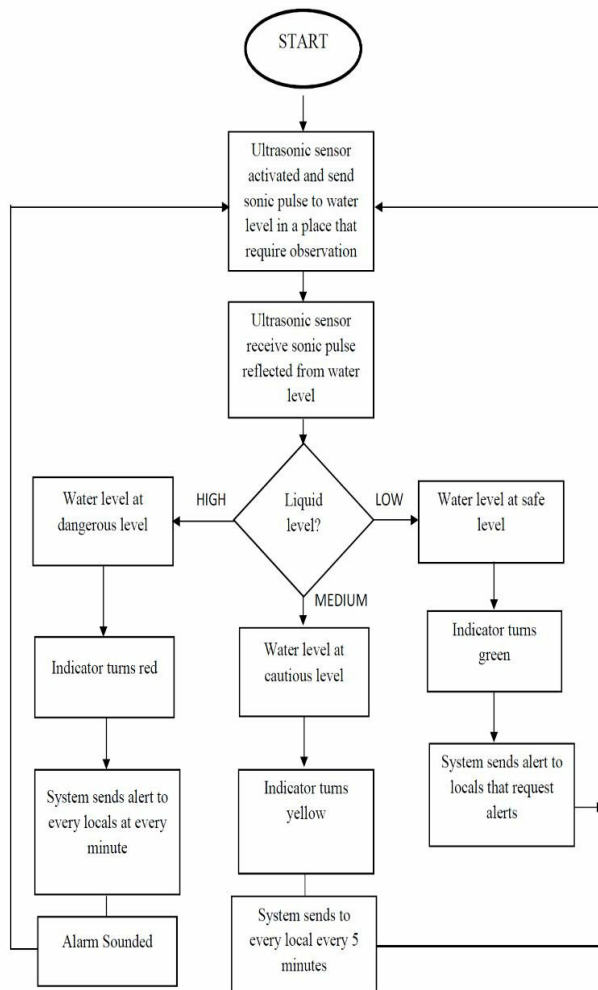 START
Ultrasonic sensor
activated and send
sonic pulse to water
level in a place that
require observation
Ultrasonic sensor
receive sonic pulse
reflected from water
level
Liquid
level?
HIGH
LOW
MEDIUM
Water level at
dangerous level
Indicator turns red
System sends alert to
every locals at every
minute
Alarm Sounded
Water level at
cautious level
Indicator turns
yellow
System sends to
every local every 5
minutes
Water level at safe
level
Indicator turns
green
System sends alert to
locals that request
alerts